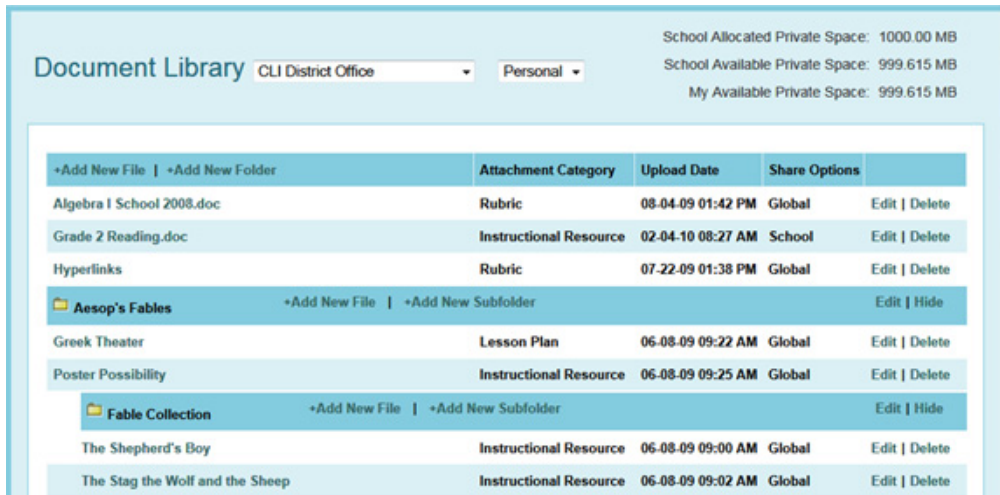 School Allocated Private Space: 1000.00 MB
Document Library CLI District Office Personal School Available Private Space: 999.615 MB
My Available Private Space: 999.615 MB
+Add New File | +Add New Folder Attachment Category Upload Date Share Options
Algebra I School 2008.doc Rubric 08-04-09 01:42 PM Global Edit | Delete
Grade 2 Reading.doc Instructional Resource 02-04-10 08:27 AM School Edit | Delete
Hyperlinks Rubric 07-22-09 01:38 PM Global Edit | Delete
Aesop's Fables +Add New File | +Add New Subfolder Edit | Hide
Greek Theater Lesson Plan 06-08-09 09:22 AM Global Edit | Delete
Poster Possibility Instructional Resource 06-08-09 09:25 AM Global Edit | Delete
Fable Collection +Add New File | +Add New Subfolder Edit | Hide
The Shepherd's Boy Instructional Resource 06-08-09 09:00 AM Global Edit | Delete
The Stag the Wolf and the Sheep Instructional Resource 06-08-09 09:02 AM Global Edit | Delete